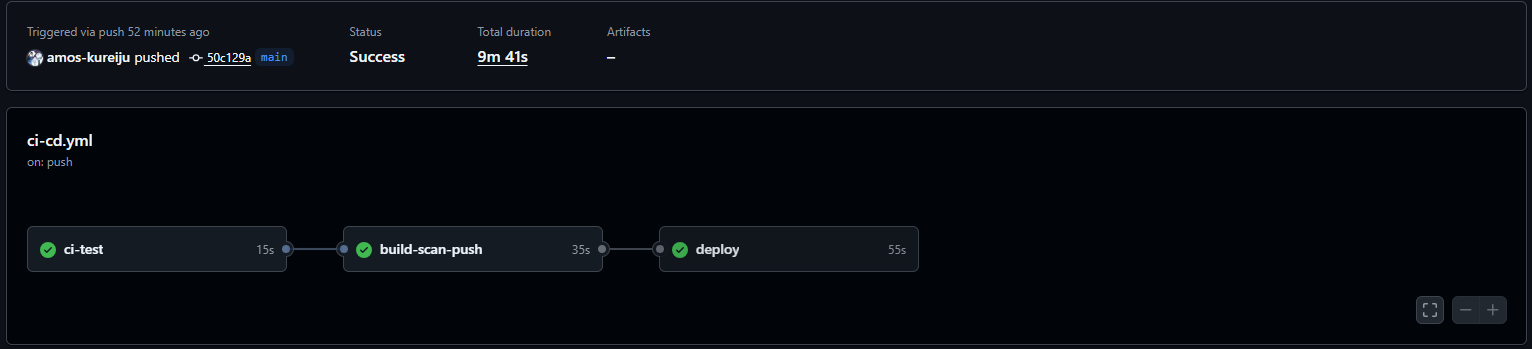 Triggered via push 52 minutes ago
amos-kureiju pushed 50c129a main
Status
Success
Total duration
9m 41s
Artifacts
–
ci-cd.yml
on: push
ci-test 15s
build-scan-push 35s
deploy 55s